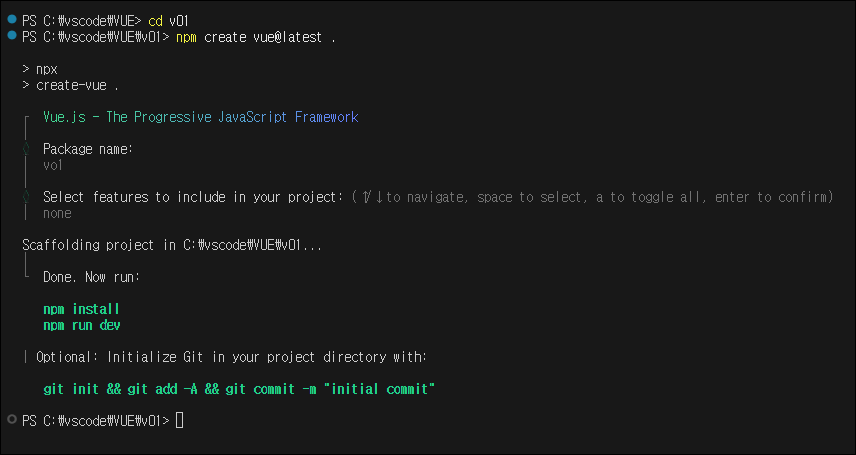 PS C:₩vscode₩VUE> cd v01
PS C:₩vscode₩VUE₩v01> npm create vue@latest .
> npx
> create-vue .
Vue.js - The Progressive JavaScript Framework
Package name:
vo1
Select features to include in your project: (↑/↓to navigate, space to select, a to toggle all, enter to confirm)
none
Scaffolding project in C:₩vscode₩VUE₩v01...
Done. Now run:
npm install
npm run dev
| Optional: Initialize Git in your project directory with:
git init && git add -A && git commit -m "initial commit"
PS C:₩vscode₩VUE₩v01>